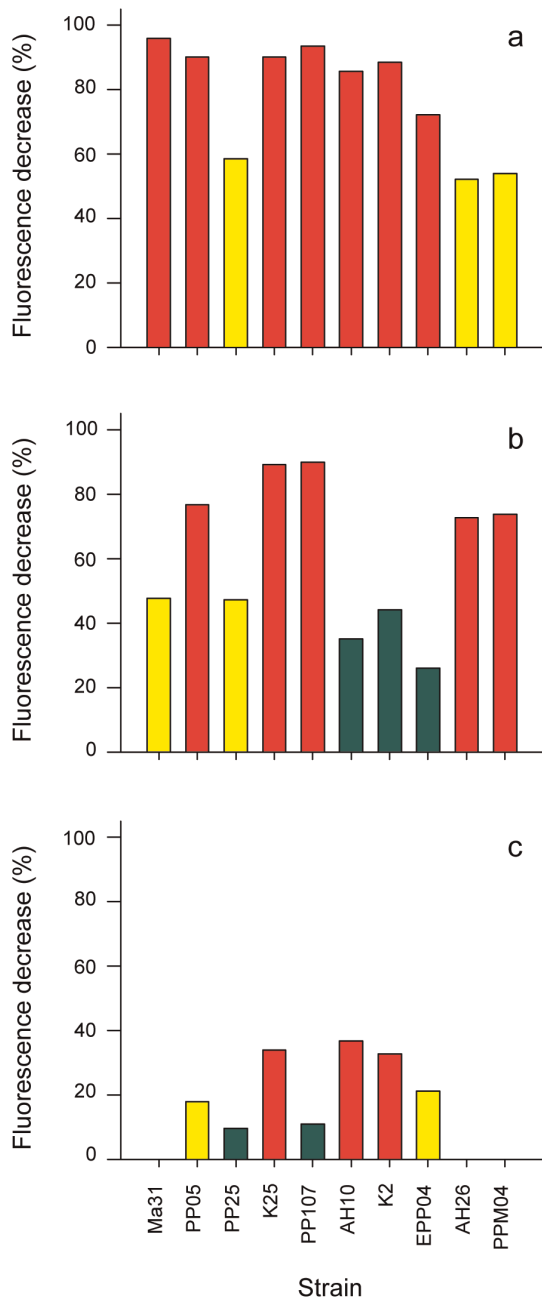 a
Fluorescence decrease (%)
100
80
60
40
20
0
b
Fluorescence decrease (%)
100
80
60
40
20
0
c
Fluorescence decrease (%)
100
80
60
40
20
0
Ma31
PP05
PP25
K25
PP107
AH10
K2
EPP04
AH26
PPM04
Strain